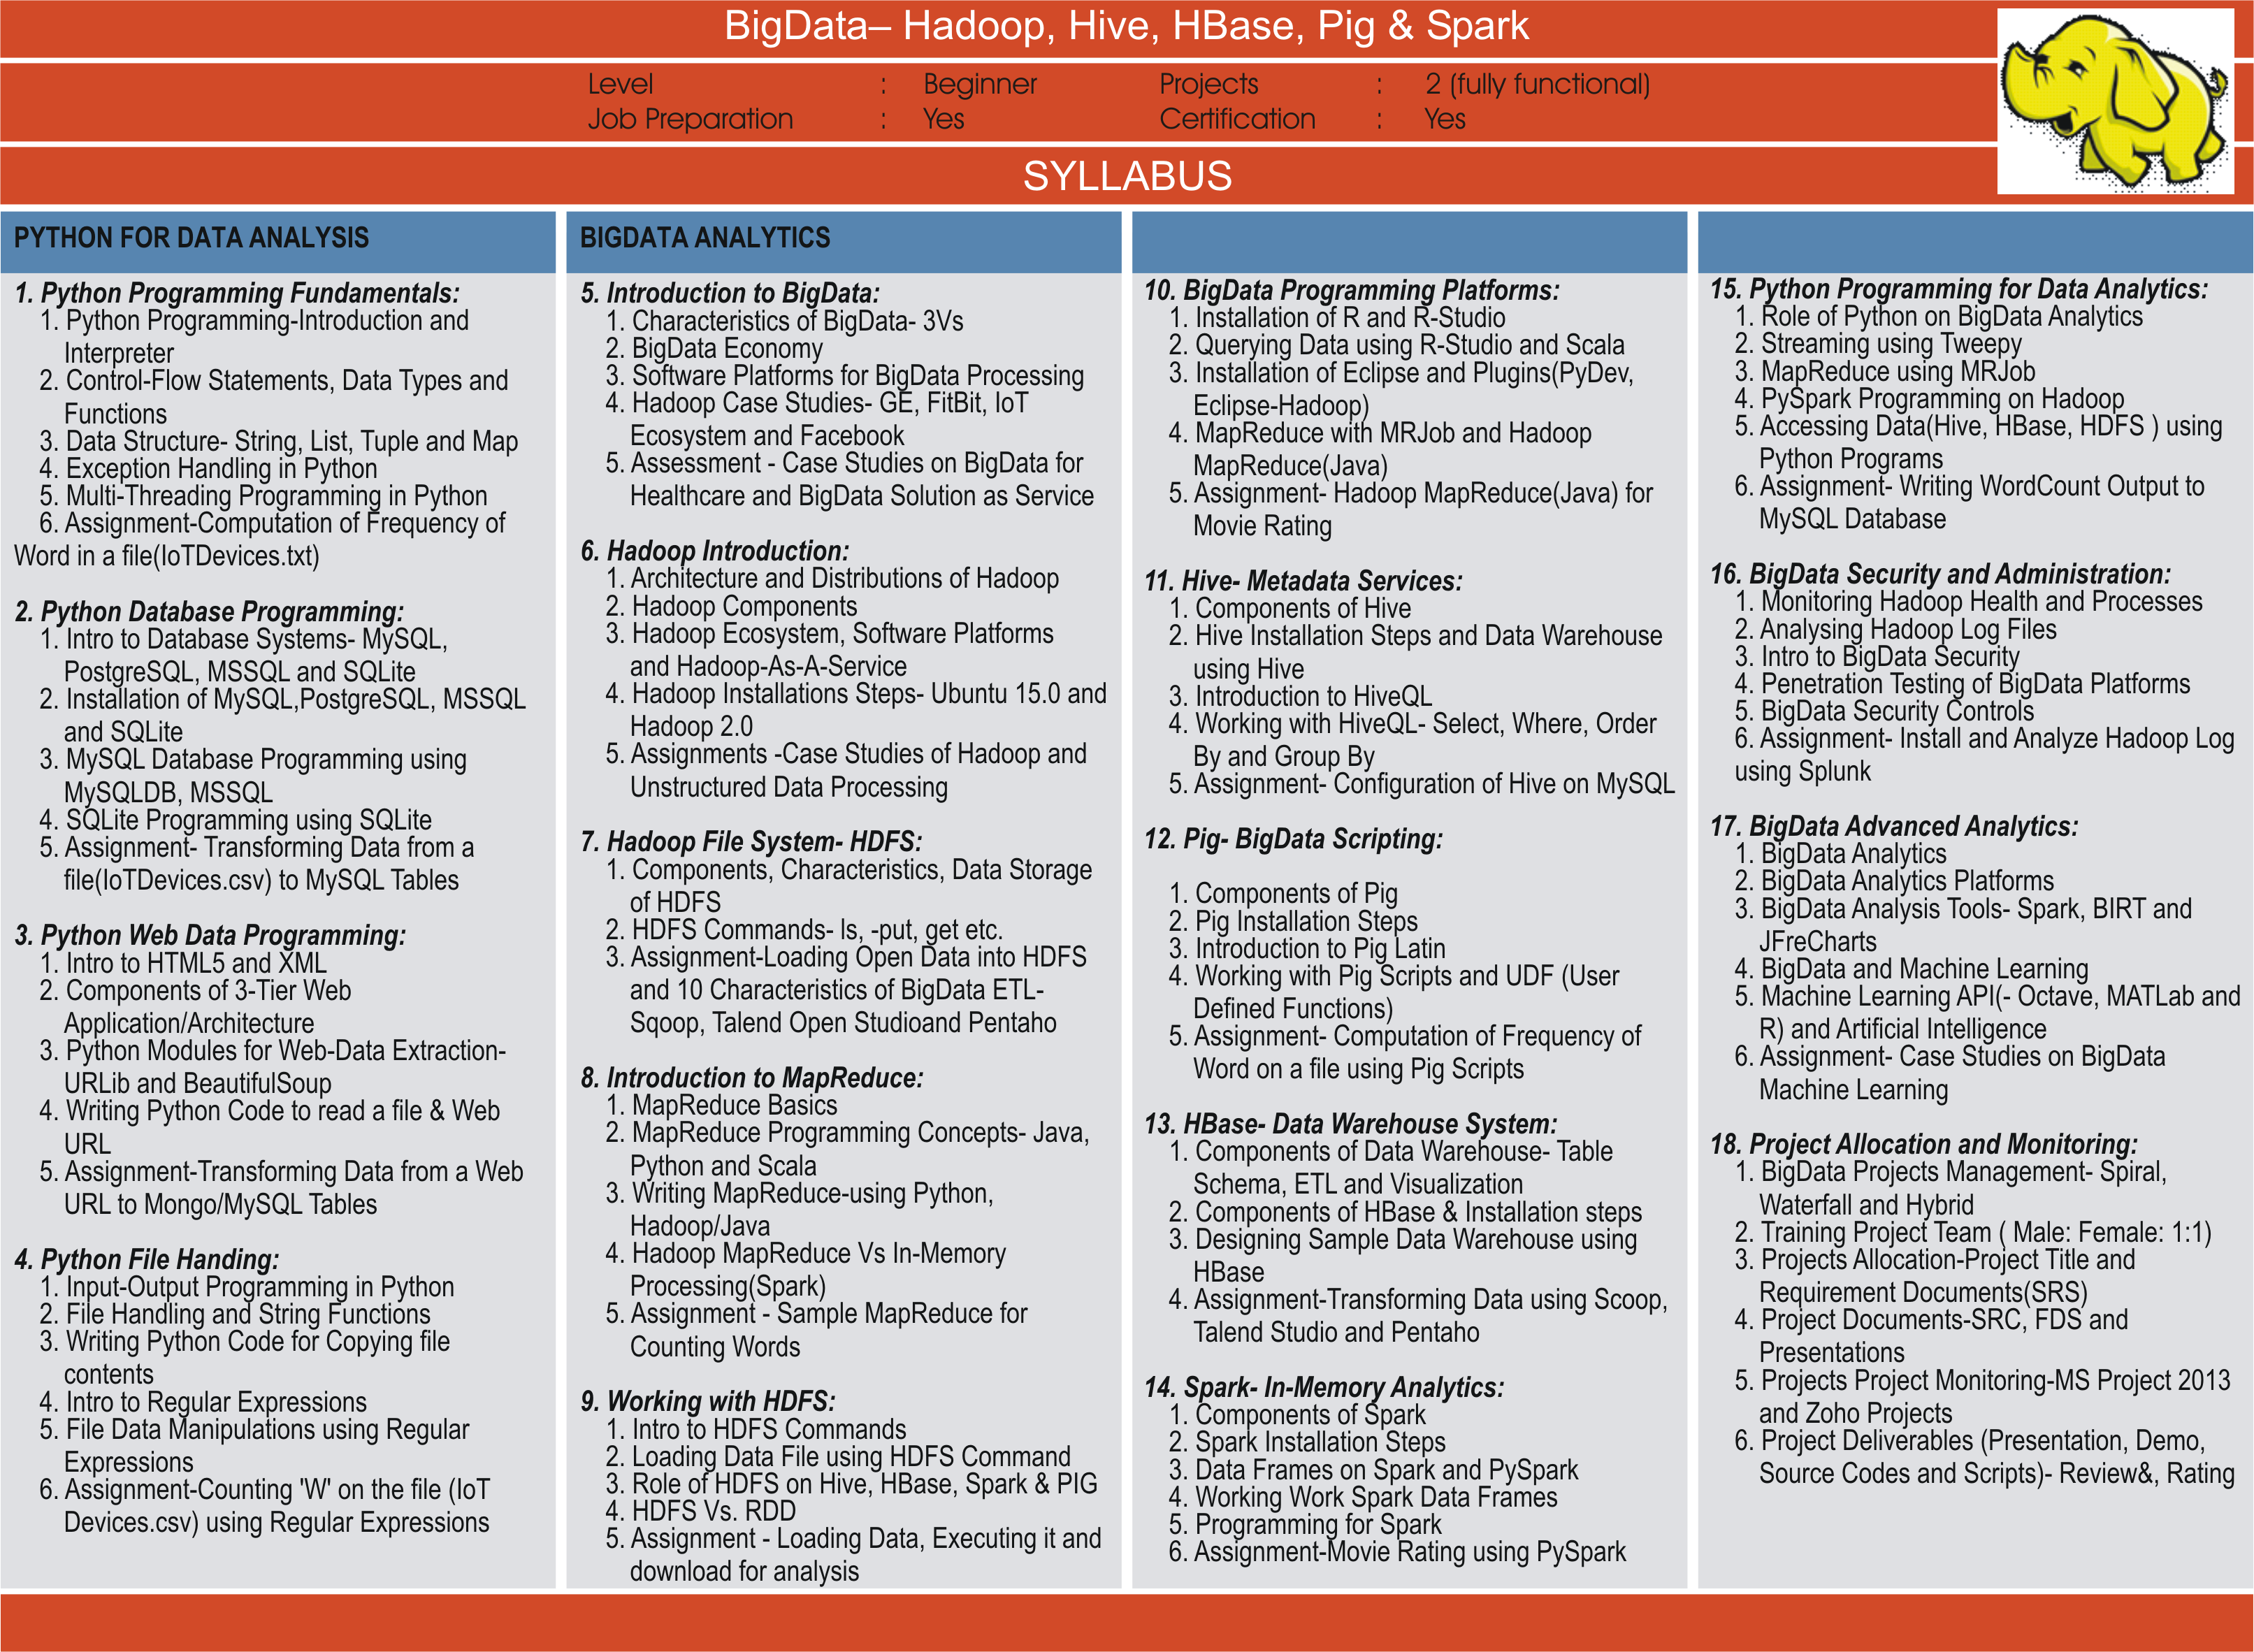 BigData– Hadoop, Hive, HBase, Pig & Spark
Level : Beginner Projects : 2 (fully functional)
Job Preparation : Yes Certification : Yes
SYLLABUS
PYTHON FOR DATA ANALYSIS
1. Python Programming Fundamentals:
1. Python Programming-Introduction and
Interpreter
2. Control-Flow Statements, Data Types and
Functions
3. Data Structure- String, List, Tuple and Map
4. Exception Handling in Python
5. Multi-Threading Programming in Python
6. Assignment-Computation of Frequency of
Word in a file(IoTDevices.txt)
2. Python Database Programming:
1. Intro to Database Systems- MySQL,
PostgreSQL, MSSQL and SQLite
2. Installation of MySQL,PostgreSQL, MSSQL
and SQLite
3. MySQL Database Programming using
MySQLDB, MSSQL
4. SQLite Programming using SQLite
5. Assignment- Transforming Data from a
file(IoTDevices.csv) to MySQL Tables
3. Python Web Data Programming:
1. Intro to HTML5 and XML
2. Components of 3-Tier Web
Application/Architecture
3. Python Modules for Web-Data Extraction-
URLib and BeautifulSoup
4. Writing Python Code to read a file & Web
URL
5. Assignment-Transforming Data from a Web
URL to Mongo/MySQL Tables
4. Python File Handing:
1. Input-Output Programming in Python
2. File Handling and String Functions
3. Writing Python Code for Copying file
contents
4. Intro to Regular Expressions
5. File Data Manipulations using Regular
Expressions
6. Assignment-Counting 'W' on the file (IoT
Devices.csv) using Regular Expressions
BIGDATA ANALYTICS
5. Introduction to BigData:
1. Characteristics of BigData- 3Vs
2. BigData Economy
3. Software Platforms for BigData Processing
4. Hadoop Case Studies- GE, FitBit, IoT
Ecosystem and Facebook
5. Assessment - Case Studies on BigData for
Healthcare and BigData Solution as Service
6. Hadoop Introduction:
1. Architecture and Distributions of Hadoop
2. Hadoop Components
3. Hadoop Ecosystem, Software Platforms
and Hadoop-As-A-Service
4. Hadoop Installations Steps- Ubuntu 15.0 and
Hadoop 2.0
5. Assignments -Case Studies of Hadoop and
Unstructured Data Processing
7. Hadoop File System- HDFS:
1. Components, Characteristics, Data Storage
of HDFS
2. HDFS Commands- ls, -put, get etc.
3. Assignment-Loading Open Data into HDFS
and 10 Characteristics of BigData ETL-
Sqoop, Talend Open Studioand Pentaho
8. Introduction to MapReduce:
1. MapReduce Basics
2. MapReduce Programming Concepts- Java,
Python and Scala
3. Writing MapReduce-using Python,
Hadoop/Java
4. Hadoop MapReduce Vs In-Memory
Processing(Spark)
5. Assignment - Sample MapReduce for
Counting Words
9. Working with HDFS:
1. Intro to HDFS Commands
2. Loading Data File using HDFS Command
3. Role of HDFS on Hive, HBase, Spark & PIG
4. HDFS Vs. RDD
5. Assignment - Loading Data, Executing it and
download for analysis
10. BigData Programming Platforms:
1. Installation of R and R-Studio
2. Querying Data using R-Studio and Scala
3. Installation of Eclipse and Plugins(PyDev,
Eclipse-Hadoop)
4. MapReduce with MRJob and Hadoop
MapReduce(Java)
5. Assignment- Hadoop MapReduce(Java) for
Movie Rating
11. Hive- Metadata Services:
1. Components of Hive
2. Hive Installation Steps and Data Warehouse
using Hive
3. Introduction to HiveQL
4. Working with HiveQL- Select, Where, Order
By and Group By
5. Assignment- Configuration of Hive on MySQL
12. Pig- BigData Scripting:
1. Components of Pig
2. Pig Installation Steps
3. Introduction to Pig Latin
4. Working with Pig Scripts and UDF (User
Defined Functions)
5. Assignment- Computation of Frequency of
Word on a file using Pig Scripts
13. HBase- Data Warehouse System:
1. Components of Data Warehouse- Table
Schema, ETL and Visualization
2. Components of HBase & Installation steps
3. Designing Sample Data Warehouse using
HBase
4. Assignment-Transforming Data using Scoop,
Talend Studio and Pentaho
14. Spark- In-Memory Analytics:
1. Components of Spark
2. Spark Installation Steps
3. Data Frames on Spark and PySpark
4. Working Work Spark Data Frames
5. Programming for Spark
6. Assignment-Movie Rating using PySpark
15. Python Programming for Data Analytics:
1. Role of Python on BigData Analytics
2. Streaming using Tweepy
3. MapReduce using MRJob
4. PySpark Programming on Hadoop
5. Accessing Data(Hive, HBase, HDFS ) using
Python Programs
6. Assignment- Writing WordCount Output to
MySQL Database
16. BigData Security and Administration:
1. Monitoring Hadoop Health and Processes
2. Analysing Hadoop Log Files
3. Intro to BigData Security
4. Penetration Testing of BigData Platforms
5. BigData Security Controls
6. Assignment- Install and Analyze Hadoop Log
using Splunk
17. BigData Advanced Analytics:
1. BigData Analytics
2. BigData Analytics Platforms
3. BigData Analysis Tools- Spark, BIRT and
JFreCharts
4. BigData and Machine Learning
5. Machine Learning API(- Octave, MATLab and
R) and Artificial Intelligence
6. Assignment- Case Studies on BigData
Machine Learning
18. Project Allocation and Monitoring:
1. BigData Projects Management- Spiral,
Waterfall and Hybrid
2. Training Project Team ( Male: Female: 1:1)
3. Projects Allocation-Project Title and
Requirement Documents(SRS)
4. Project Documents-SRC, FDS and
Presentations
5. Projects Project Monitoring-MS Project 2013
and Zoho Projects
6. Project Deliverables (Presentation, Demo,
Source Codes and Scripts)- Review&, Rating